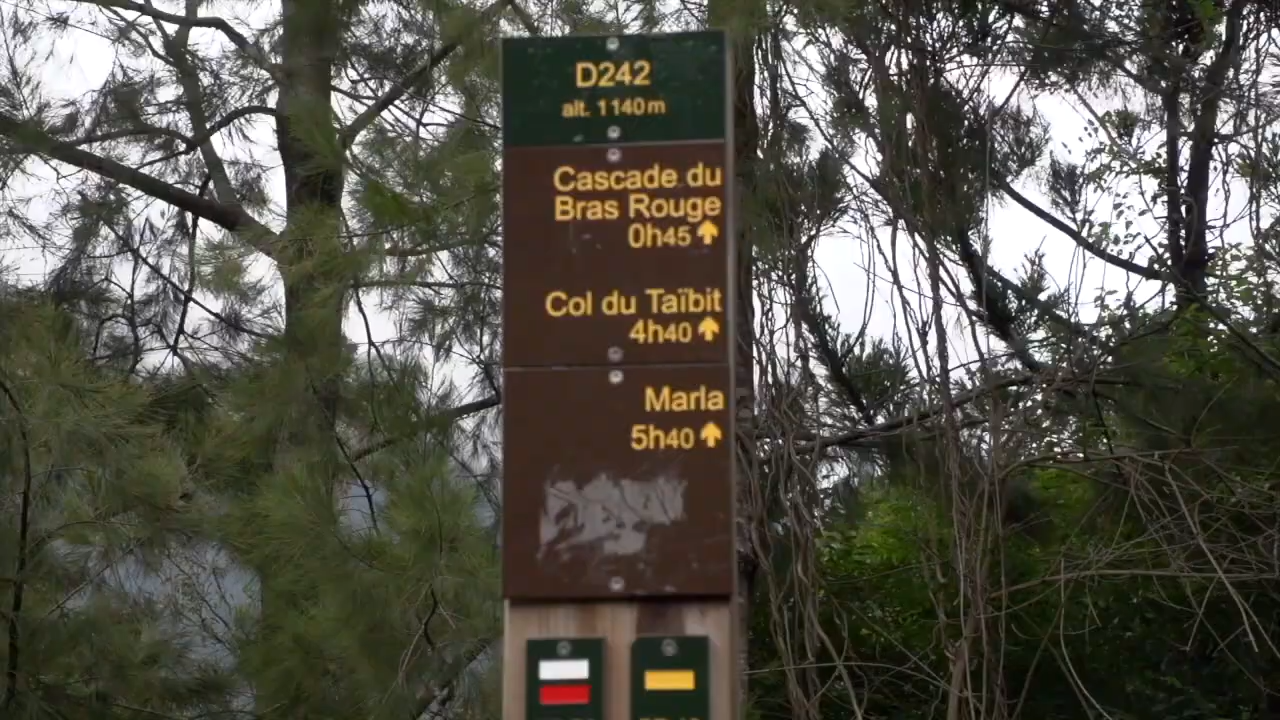 D242
alt. 1140m
Cascade du
Bras Rouge
0h45
Col du Taïbit
4h40
Marla
5h40